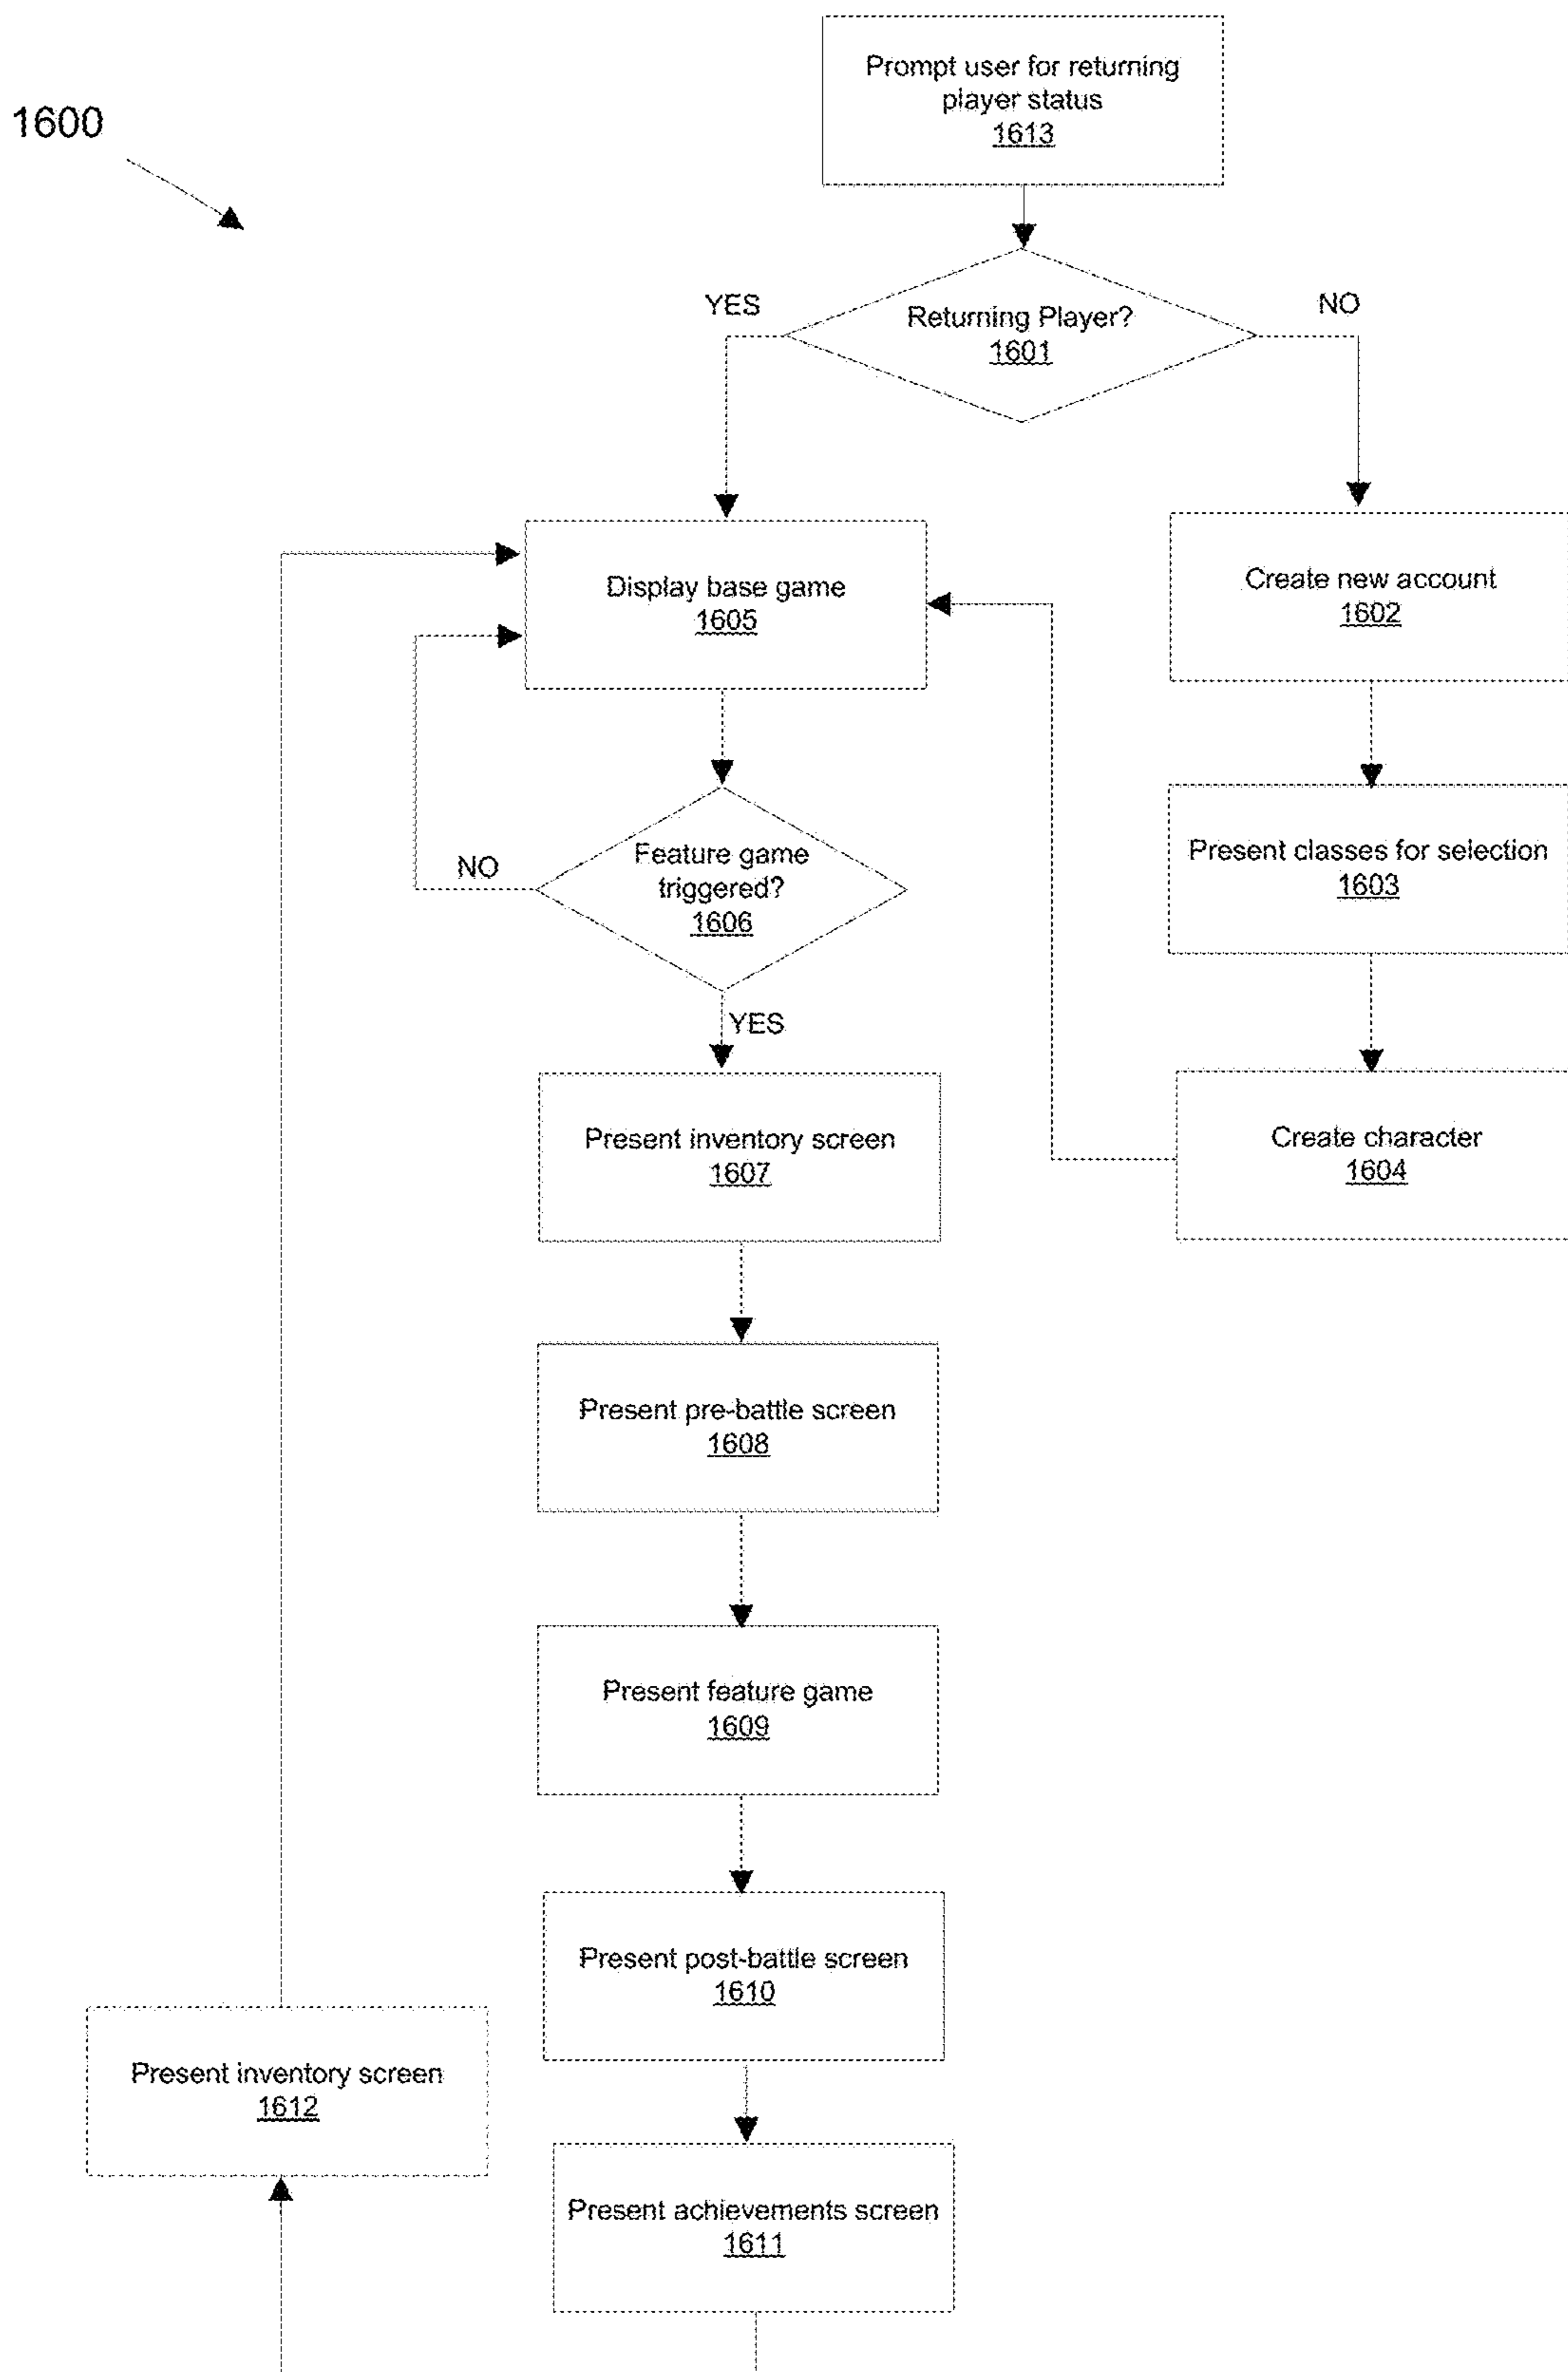 1600
Prompt user for returning
player status
1613
YES
Returning Player?
1601
NO
Display base game
1605
Create new account
1602
NO
Feature game
triggered?
1606
Present classes for selection
1603
YES
Present inventory screen
1607
Create character
1604
Present pre-battle screen
1608
Present feature game
1609
Present post-battle screen
1610
Present inventory screen
1612
Present achievements screen
1611